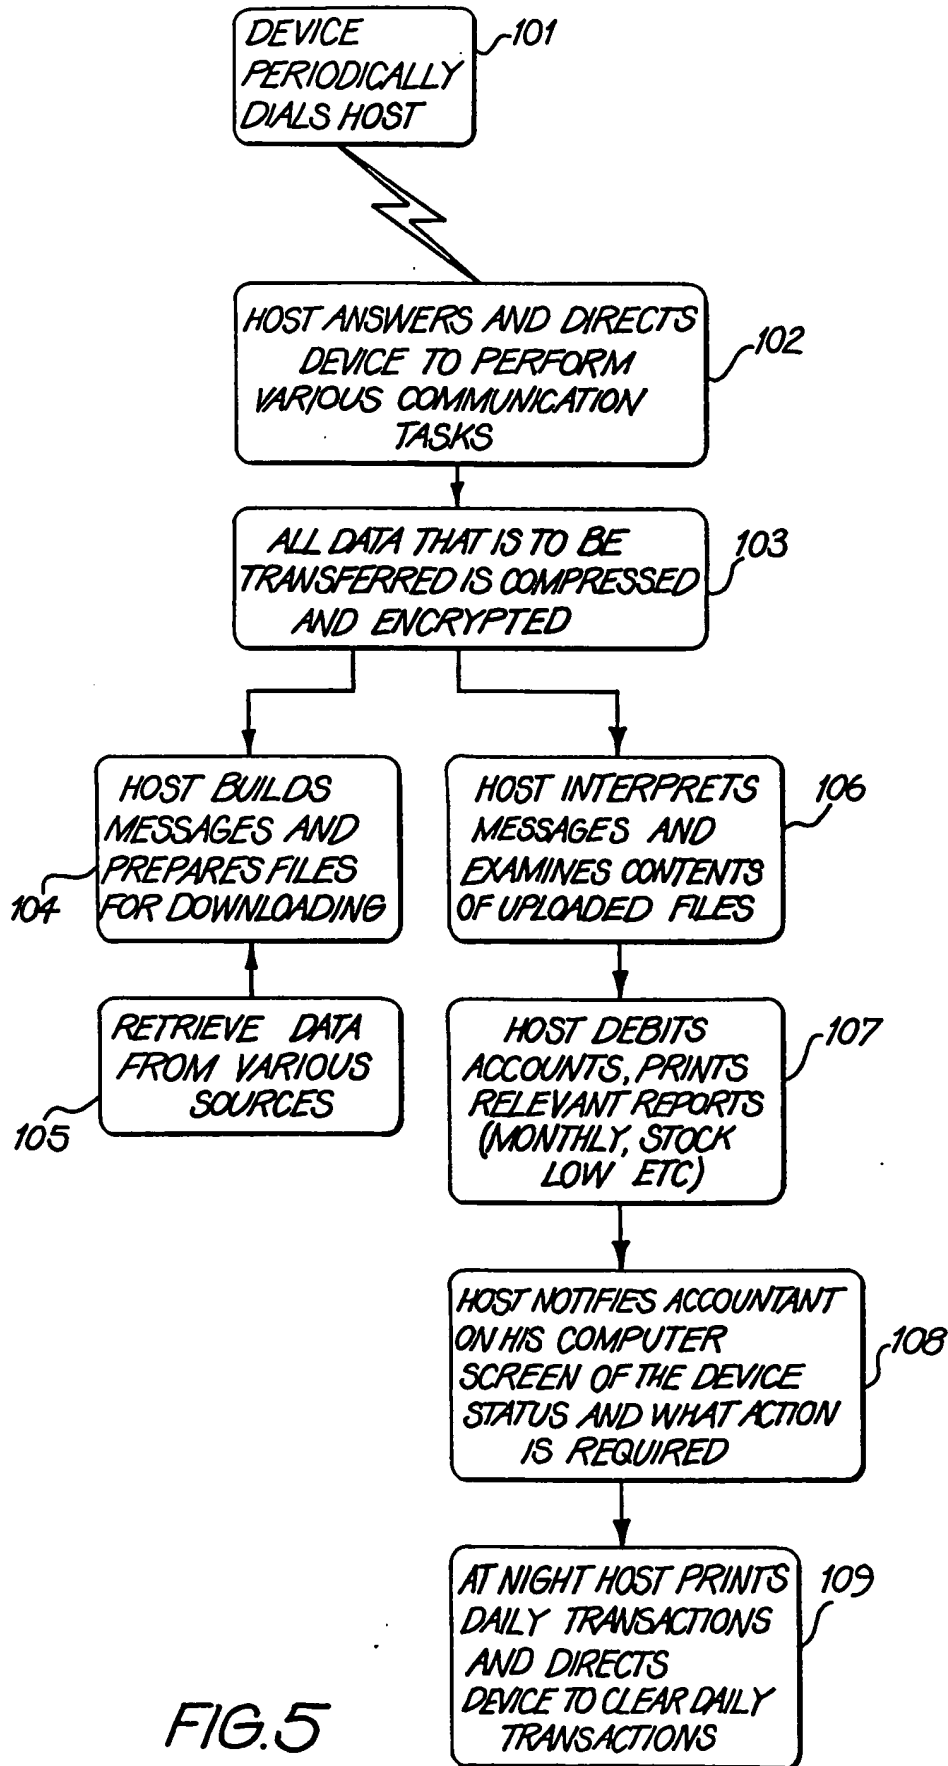 DEVICE
PERIODICALLY
DIALS HOST
101
HOST ANSWERS AND DIRECTS
DEVICE TO PERFORM
VARIOUS COMMUNICATION
TASKS
102
ALL DATA THAT IS TO BE
TRANSFERRED IS COMPRESSED
AND ENCRYPTED
103
HOST BUILDS
MESSAGES AND
PREPARES FILES
FOR DOWNLOADING
104
RETRIEVE DATA
FROM VARIOUS
SOURCES
105
HOST INTERPRETS
MESSAGES AND
EXAMINES CONTENTS
OF UPLOADED FILES
106
HOST DEBITS
ACCOUNTS, PRINTS
RELEVANT REPORTS
(MONTHLY, STOCK
LOW ETC)
107
HOST NOTIFIES ACCOUNTANT
ON HIS COMPUTER
SCREEN OF THE DEVICE
STATUS AND WHAT ACTION
IS REQUIRED
108
AT NIGHT HOST PRINTS
DAILY TRANSACTIONS
AND DIRECTS
DEVICE TO CLEAR DAILY
TRANSACTIONS
109
FIG. 5